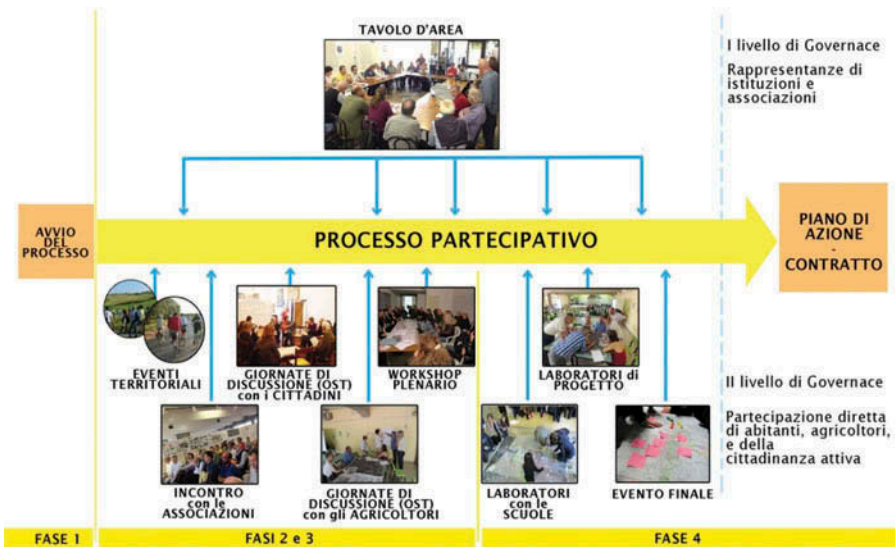 TAVOLO D'AREA
I livello di Governace
Rappresentanze di
istituzioni e
associazioni
AVVIO
DEL
PROCESSO
PROCESSO PARTECIPATIVO
PIANO DI
AZIONE
-
CONTRATTO
EVENTI
TERRITORIALI
GIORNATE DI
DISCUSSIONE (OST)
con i CITTADINI
WORKSHOP
PLENARIO
LABORATORI di
PROGETTO
II livello di Governace
Partecipazione diretta
di abitanti, agricoltori,
e della
cittadinanza attiva
INCONTRO
con le
ASSOCIAZIONI
GIORNATE DI
DISCUSSIONE (OST)
con gli AGRICOLTORI
LABORATORI
con le
SCUOLE
EVENTO FINALE
FASE 1
FASI 2 e 3
FASE 4